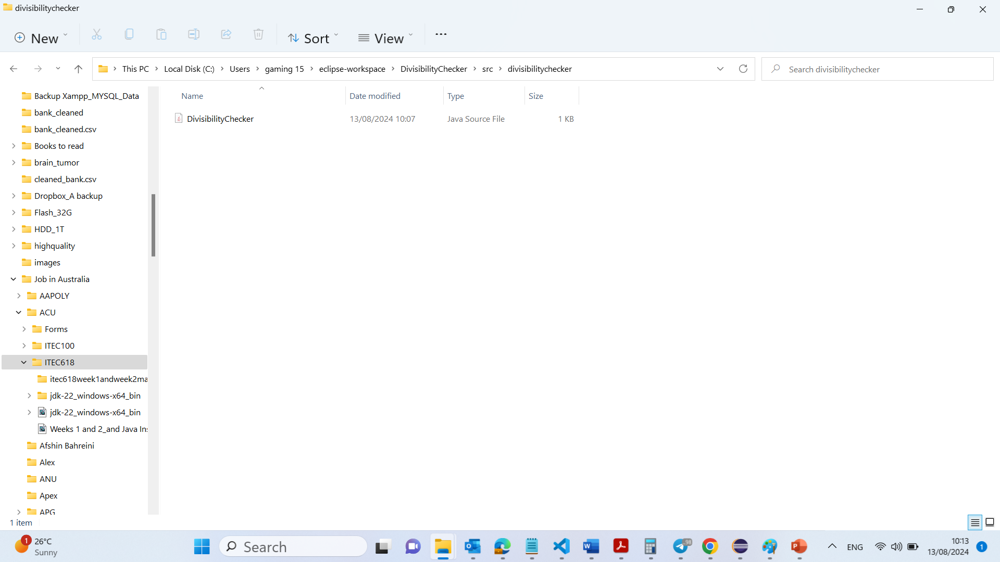 divisibilitychecker
New
Sort
View
This PC > Local Disk (C:) > Users > gaming 15 > eclipse-workspace > DivisibilityChecker > src > divisibilitychecker
Search divisibilitychecker
Name Date modified Type Size
DivisibilityChecker 13/08/2024 10:07 Java Source File 1 KB
Backup Xampp_MYSQL_Data
bank_cleaned
bank_cleaned.csv
Books to read
brain_tumor
cleaned_bank.csv
Dropbox_A backup
Flash_32G
HDD_1T
highquality
images
Job in Australia
AAPOLY
ACU
Forms
ITEC100
ITEC618
itec618week1andweek2ma
jdk-22_windows-x64_bin
jdk-22_windows-x64_bin
Weeks 1 and 2_and Java Ins
Afshin Bahreini
Alex
ANU
Apex
APG
1 item
1
26°C
Sunny
Search
98
ENG
10:13
13/08/2024
1